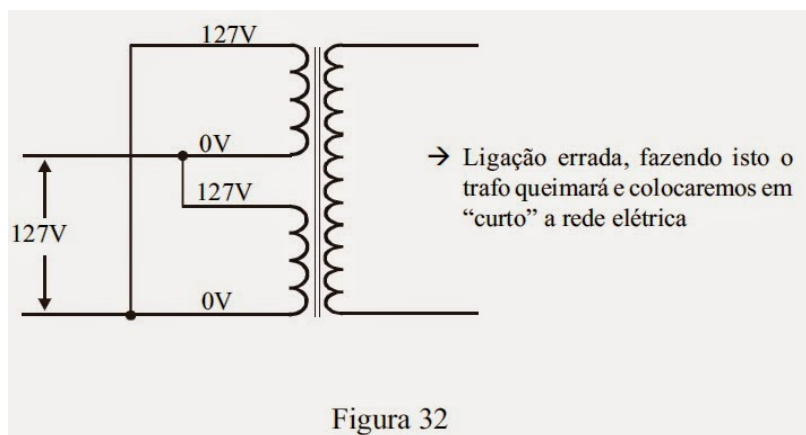 127V
0V
127V
127V
0V
→ Ligação errada, fazendo isto o
trafo queimará e colocaremos em
“curto” a rede elétrica
Figura 32